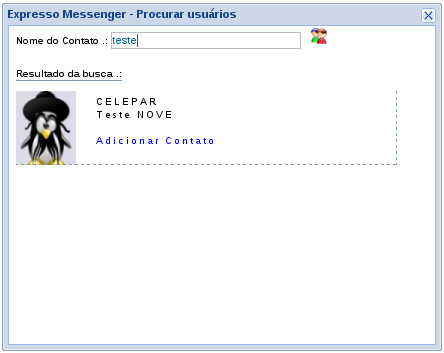 Expresso Messenger - Procurar usuários
Nome do Contato .: teste
Resultado da busca .:
CELEPAR
Teste NOVE
Adicionar Contato